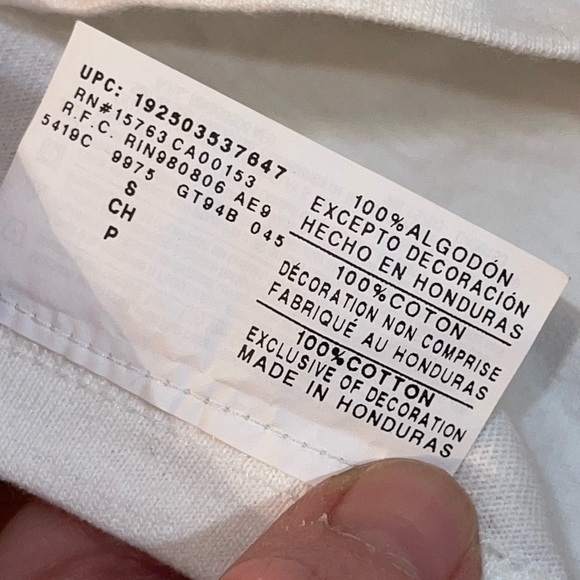 UPC: 192503537647
RN#15763 CA00153
R.F.C. RIN980806 AE9
5419C 9975 GT94B 045
S
CH
P
100% ALGODÓN
EXCEPTO DECORACIÓN
HECHO EN HONDURAS
100% COTON
DÉCORATION NON COMPRISE
FABRIQUÉ AU HONDURAS
100% COTTON
EXCLUSIVE OF DECORATION
MADE IN HONDURAS